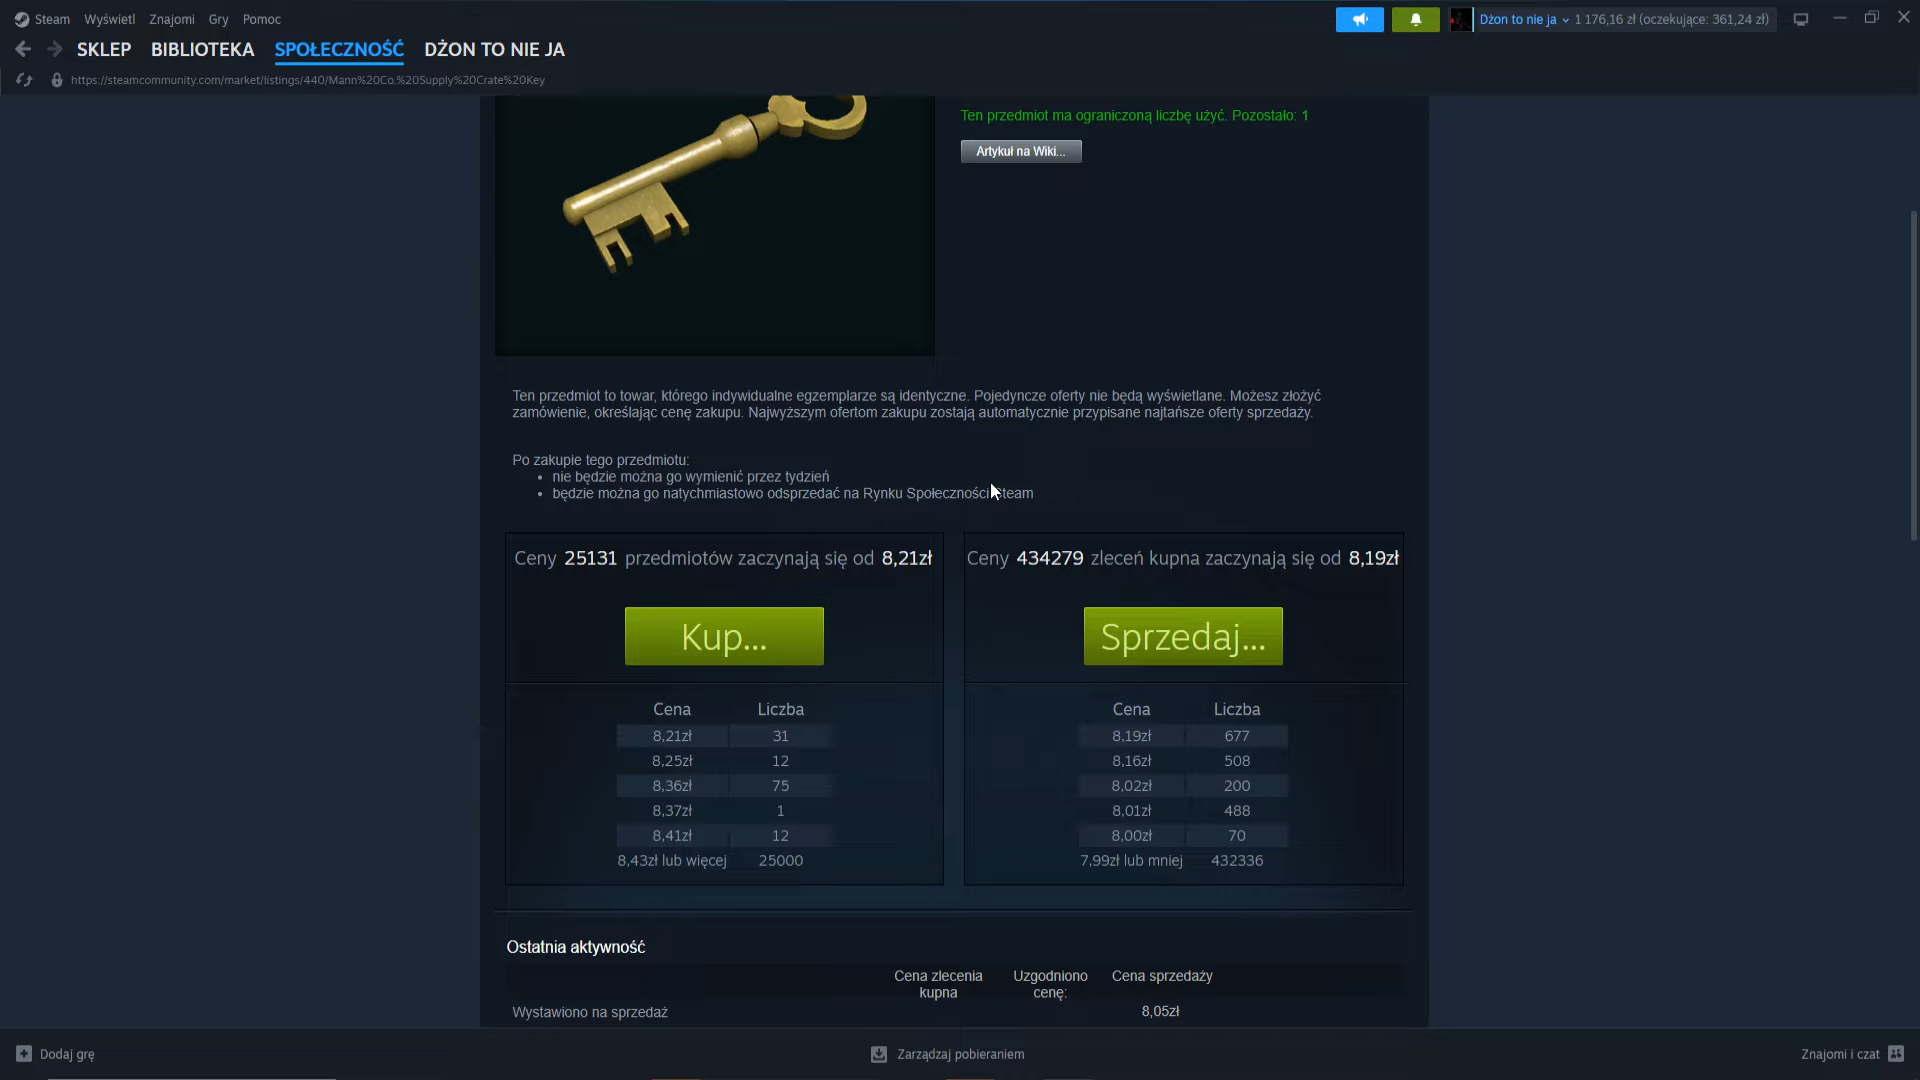 Steam Wyświetl Znajomi Gry Pomoc
Dżon to nie ja 1 176,16 zł (oczekujące: 361,24 zł)
SKLEP BIBLIOTEKA SPOŁECZNOŚĆ DŻON TO NIE JA
https://steamcommunity.com/market/listings/440/Mann%20Co.%20Supply%20Crate%20Key
Ten przedmiot ma ograniczoną liczbę użyć. Pozostało: 1
Artykuł na Wiki...
Ten przedmiot to towar, którego indywidualne egzemplarze są identyczne. Pojedyncze oferty nie będą wyświetlane. Możesz złożyć
zamówienie, określając cenę zakupu. Najwyższym ofertom zakupu zostają automatycznie przypisane najtańsze oferty sprzedaży.
Po zakupie tego przedmiotu:
• nie będzie można go wymienić przez tydzień
• będzie można go natychmiastowo odsprzedać na Rynku Społeczności Steam
Ceny 25131 przedmiotów zaczynają się od 8,21zł
Kup...
Cena Liczba
8,21zł 31
8,25zł 12
8,36zł 75
8,37zł 1
8,41zł 12
8,43zł lub więcej 25000
Ceny 434279 zleceń kupna zaczynają się od 8,19zł
Sprzedaj...
Cena Liczba
8,19zł 677
8,16zł 508
8,02zł 200
8,01zł 488
8,00zł 70
7,99zł lub mniej 432336
Ostatnia aktywność
Cena zlecenia kupna
Uzgodniono cenę:
Cena sprzedaży
Wystawiono na sprzedaż 8,05zł
Dodaj grę
Zarządzaj pobieraniem
Znajomi i czat